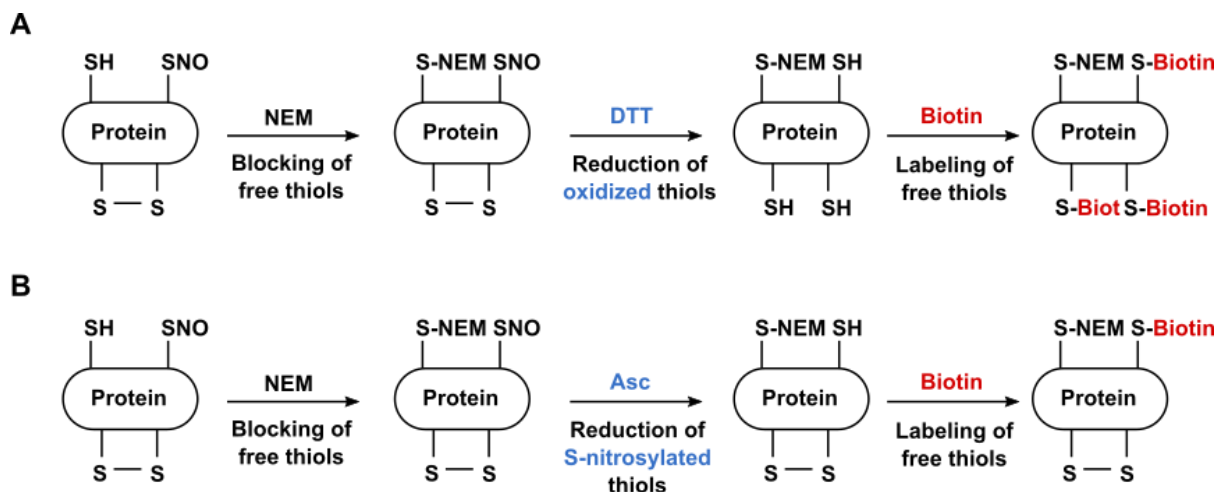 A
SH SNO
Protein
S — S
NEM
Blocking of
free thiols
S-NEM SNO
Protein
S — S
DTT
Reduction of
oxidized thiols
S-NEM SH
Protein
SH SH
Biotin
Labeling of
free thiols
S-NEM S-Biotin
Protein
S-Biot S-Biotin
B
SH SNO
Protein
S — S
NEM
Blocking of
free thiols
S-NEM SNO
Protein
S — S
Asc
Reduction of
S-nitrosylated
thiols
S-NEM SH
Protein
S — S
Biotin
Labeling of
free thiols
S-NEM S-Biotin
Protein
S — S